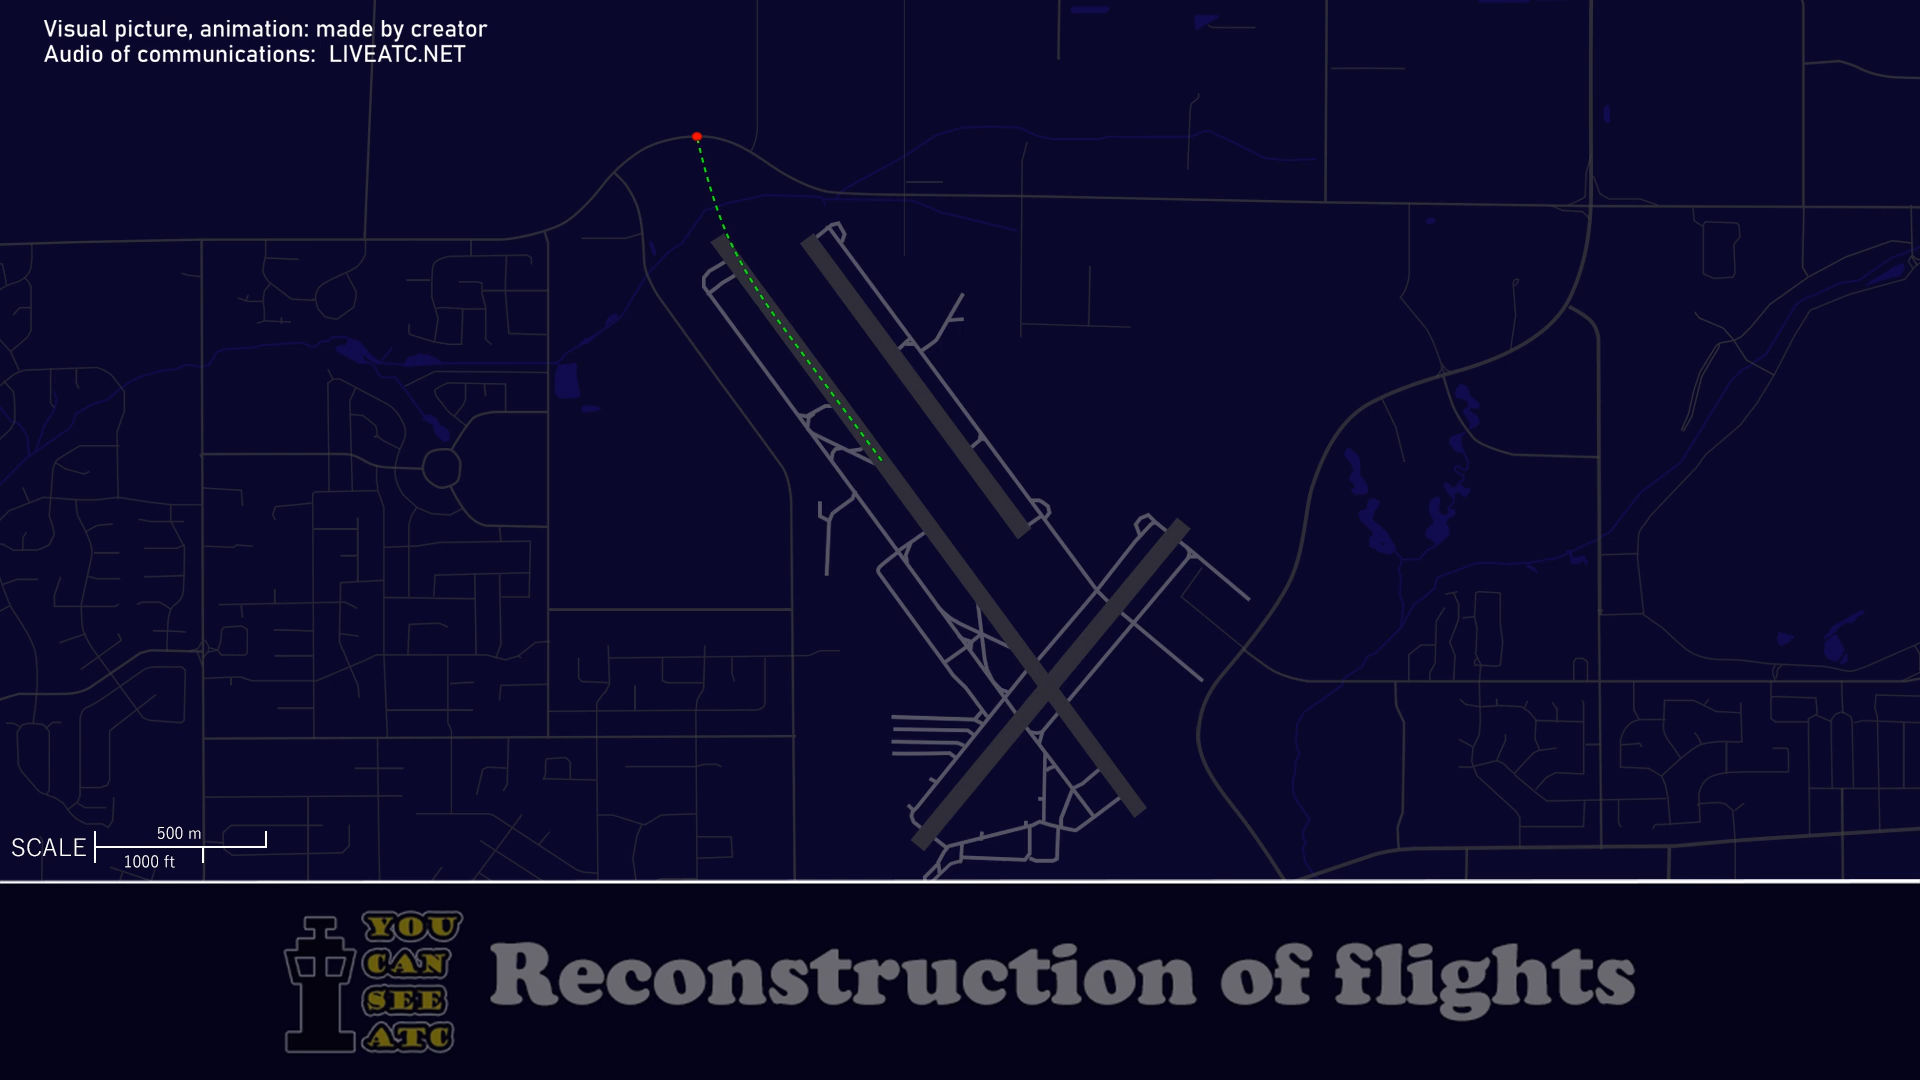 Visual picture, animation: made by creator
Audio of communications: LIVEATC.NET
SCALE
500 m
1000 ft
YOU
CAN
SEE
ATC
Reconstruction of flights